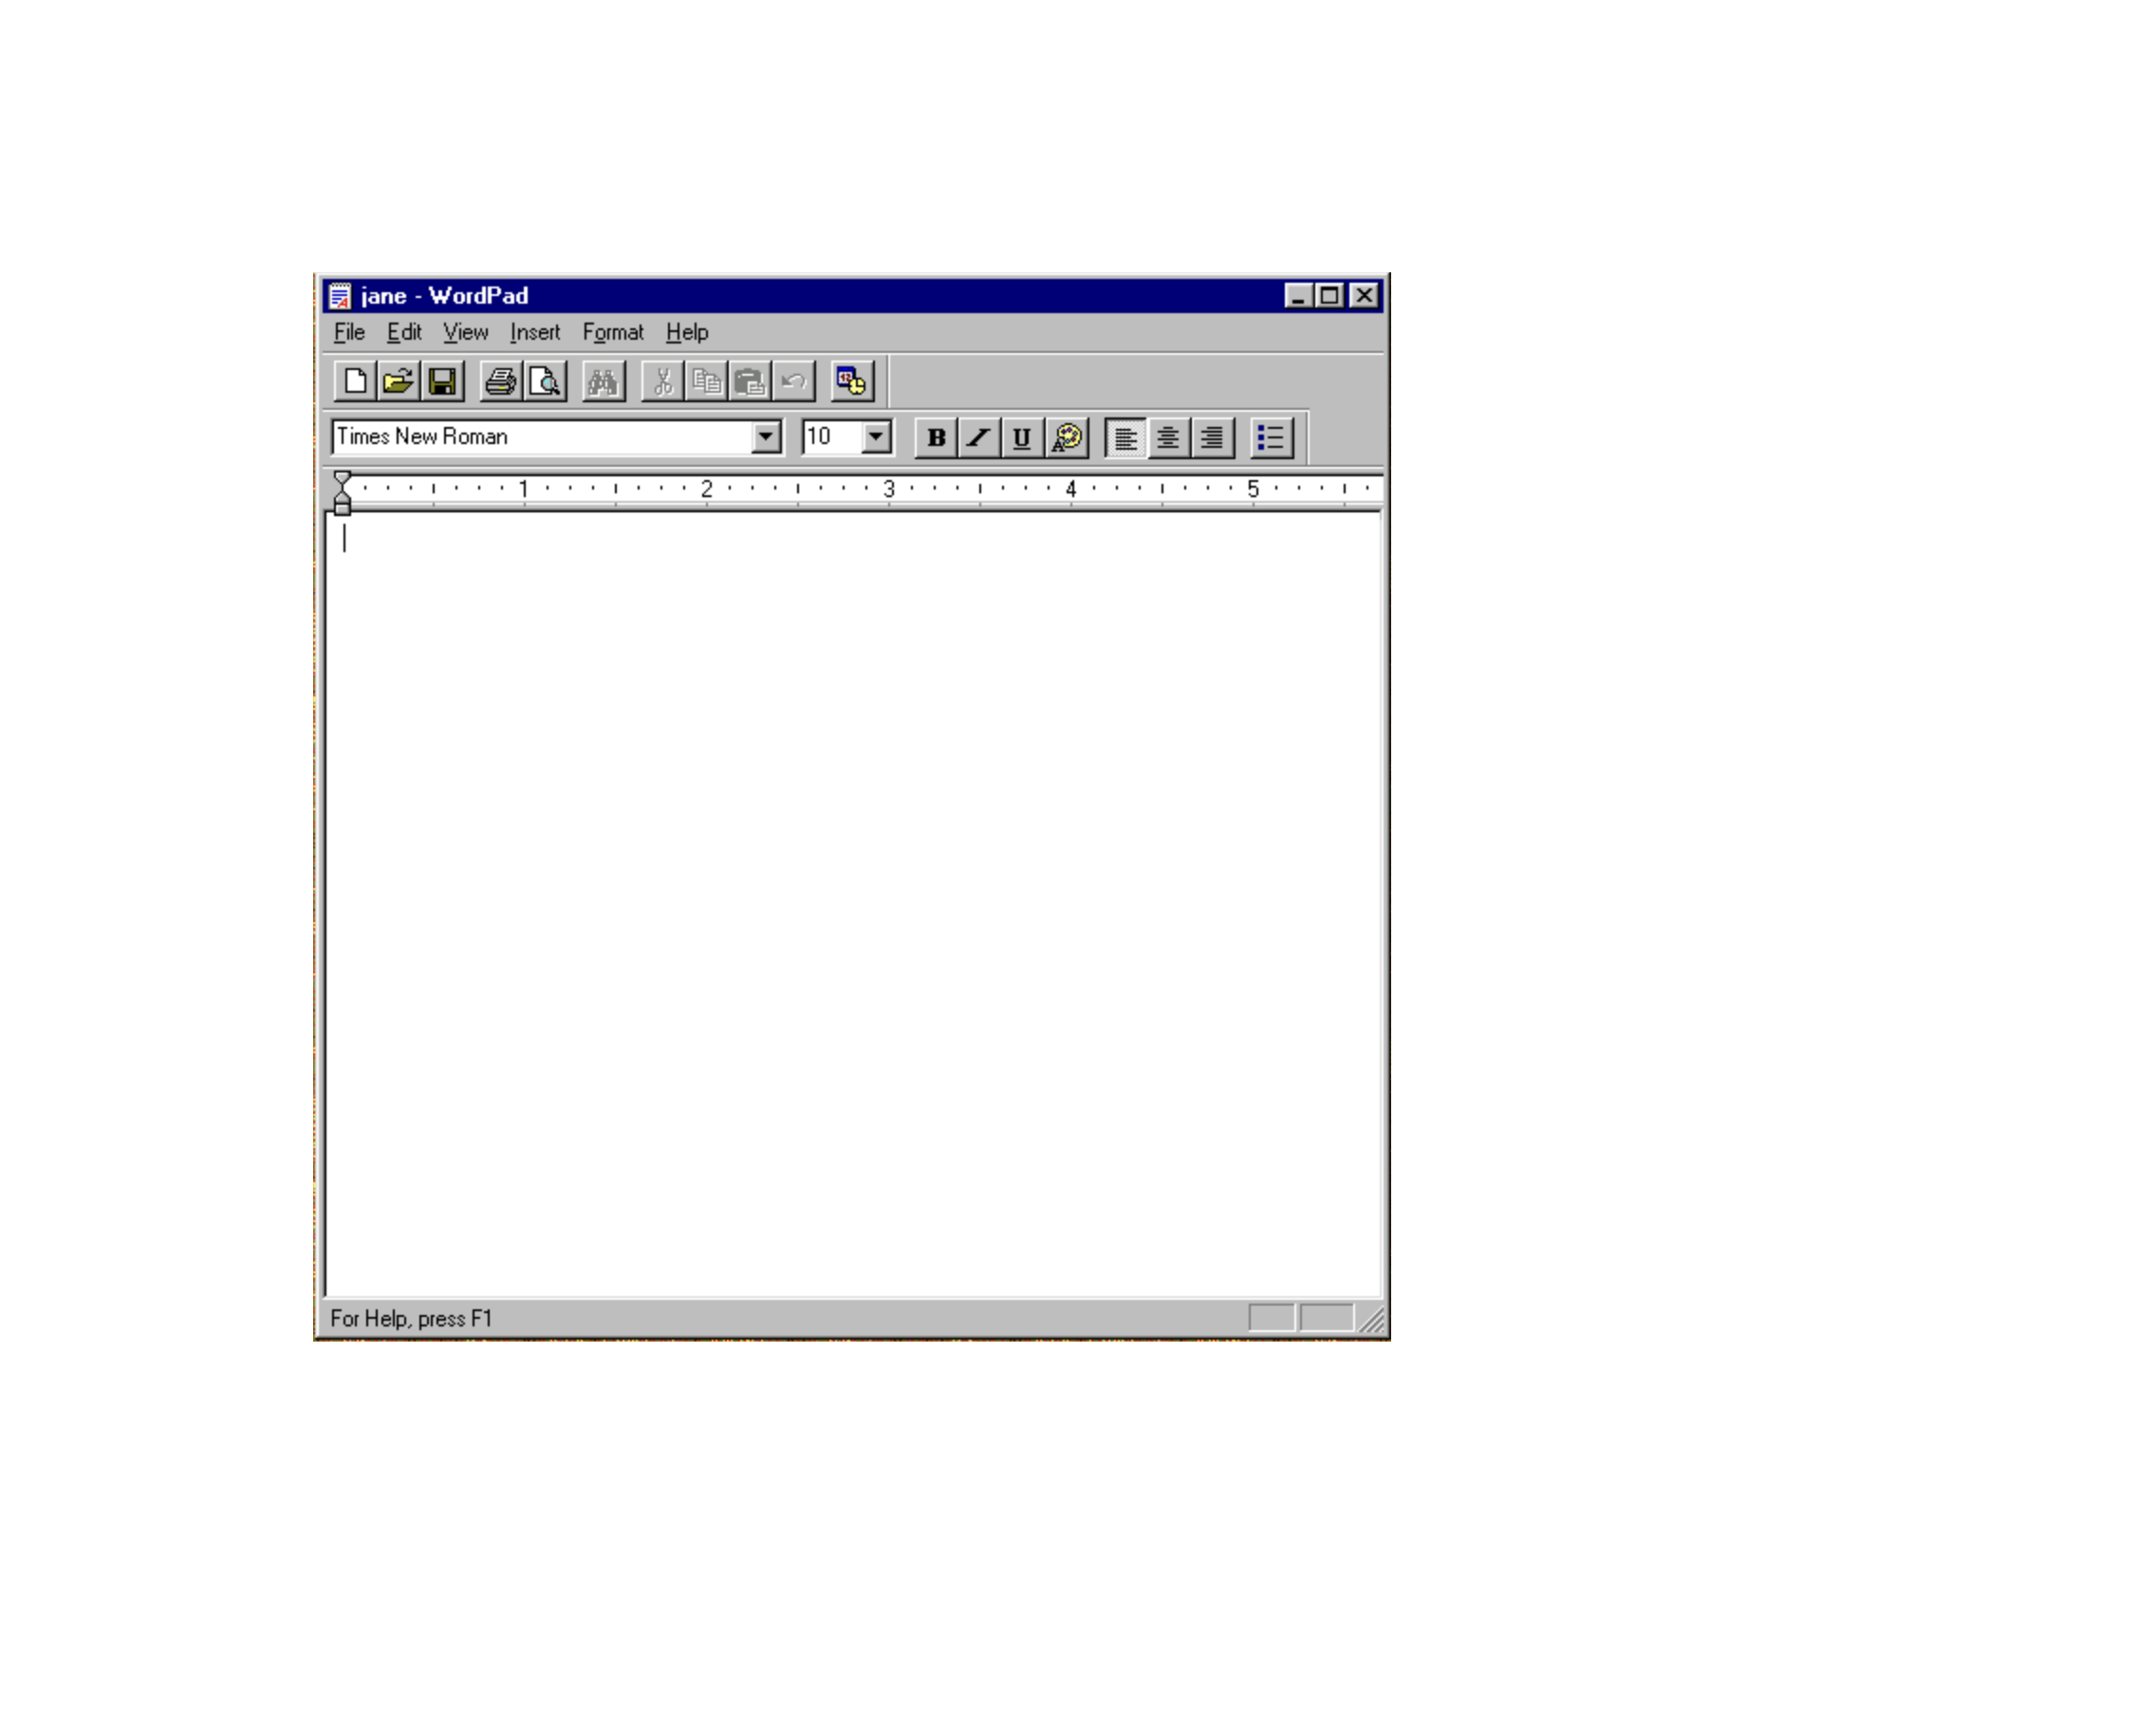 jane - WordPad
File Edit View Insert Format Help
Times New Roman 10 B I U
1 2 3 4 5
For Help, press F1